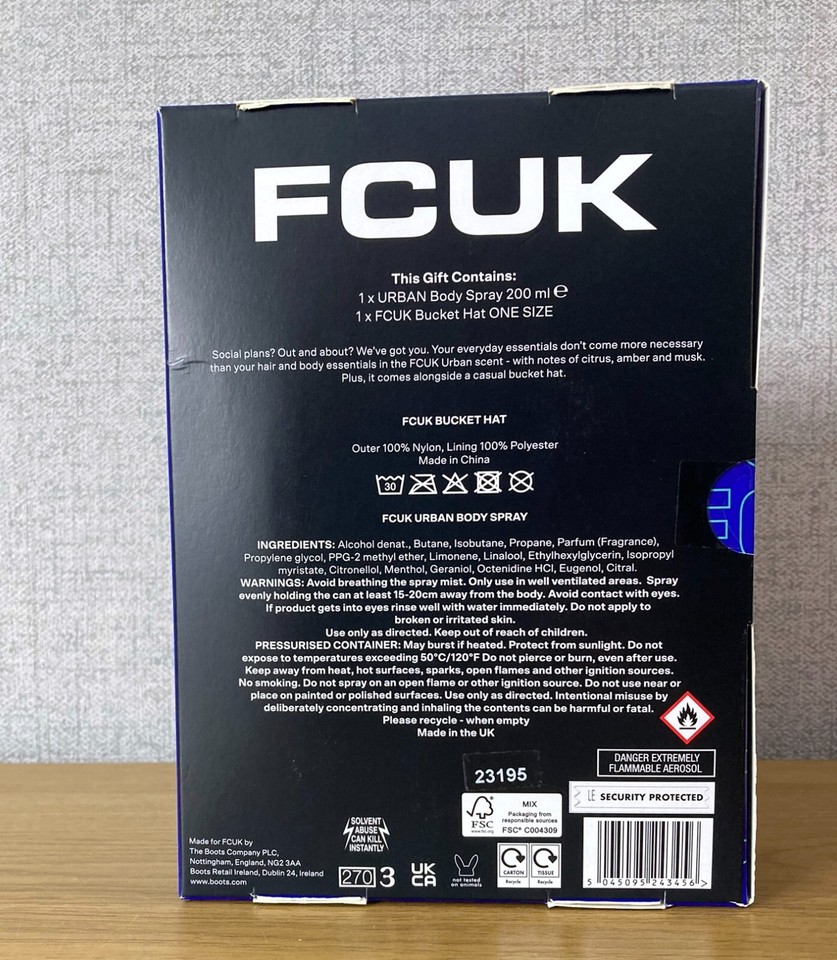 FCUK
This Gift Contains:
1 x URBAN Body Spray 200 ml ℮
1 x FCUK Bucket Hat ONE SIZE
Social plans? Out and about? We've got you. Your everyday essentials don't come more necessary
than your hair and body essentials in the FCUK Urban scent - with notes of citrus, amber and musk.
Plus, it comes alongside a casual bucket hat.
FCUK BUCKET HAT
Outer 100% Nylon, Lining 100% Polyester
Made in China
30
FCUK URBAN BODY SPRAY
INGREDIENTS: Alcohol denat., Butane, Isobutane, Propane, Parfum (Fragrance),
Propylene glycol, PPG-2 methyl ether, Limonene, Linalool, Ethylhexylglycerin, Isopropyl
myristate, Citronellol, Menthol, Geraniol, Octenidine HCI, Eugenol, Citral.
WARNINGS: Avoid breathing the spray mist. Only use in well ventilated areas. Spray
evenly holding the can at least 15-20cm away from the body. Avoid contact with eyes.
If product gets into eyes rinse well with water immediately. Do not apply to
broken or irritated skin.
Use only as directed. Keep out of reach of children.
PRESSURISED CONTAINER: May burst if heated. Protect from sunlight. Do not
expose to temperatures exceeding 50°C/120°F Do not pierce or burn, even after use.
Keep away from heat, hot surfaces, sparks, open flames and other ignition sources.
No smoking. Do not spray on an open flame or other ignition source. Do not use near or
place on painted or polished surfaces. Use only as directed. Intentional misuse by
deliberately concentrating and inhaling the contents can be harmful or fatal.
Please recycle - when empty
Made in the UK
DANGER EXTREMELY
FLAMMABLE AEROSOL
23195
LE SECURITY PROTECTED
FSC
www.fsc.org
MIX
Packaging from
responsible sources
FSC® C004309
SOLVENT
ABUSE
CAN KILL
INSTANTLY
Made for FCUK by
The Boots Company PLC,
Nottingham, England, NG2 3AA
Boots Retail Ireland, Dublin 24, Ireland
www.boots.com
270 3
UK
CA
not tested
on animals
CARTON
Recycle
TISSUE
Recycle
5 045095 243456 >